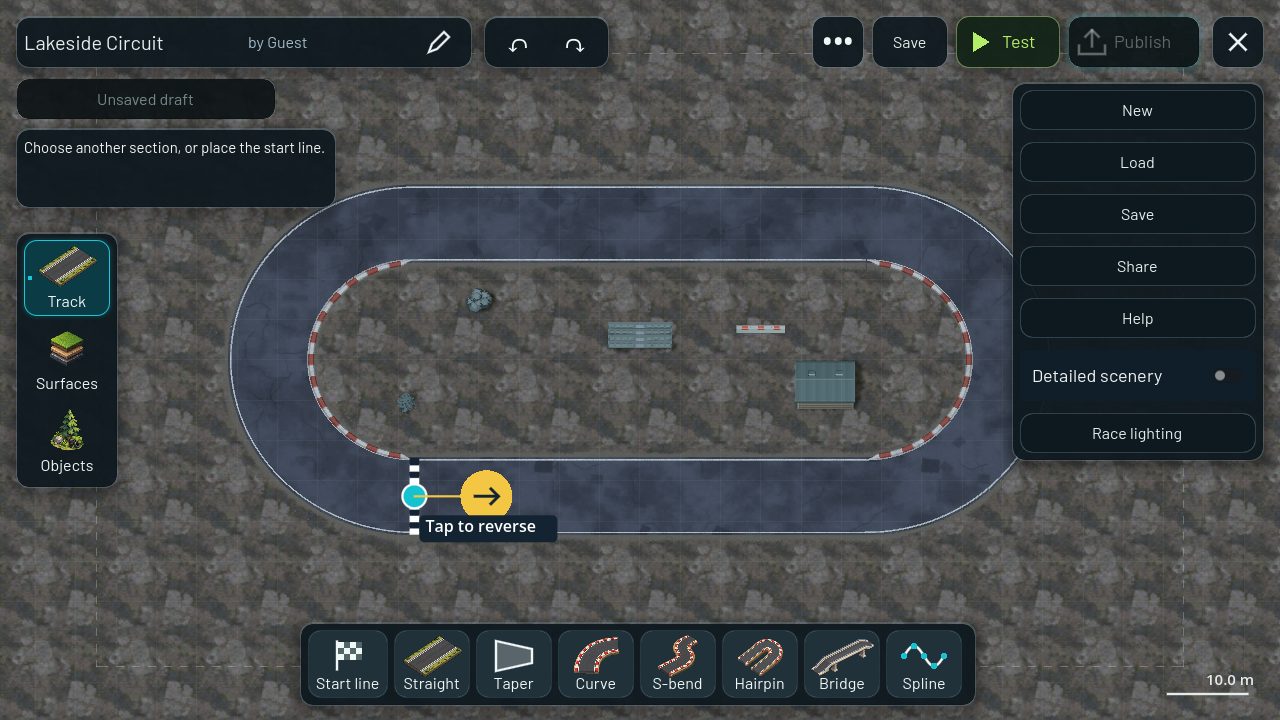 Lakeside Circuit
by Guest
Save
Test
Publish
Unsaved draft
Choose another section, or place the start line.
New
Load
Save
Share
Help
Detailed scenery
Race lighting
Track
Surfaces
Objects
Tap to reverse
Start line
Straight
Taper
Curve
S-bend
Hairpin
Bridge
Spline
10.0 m